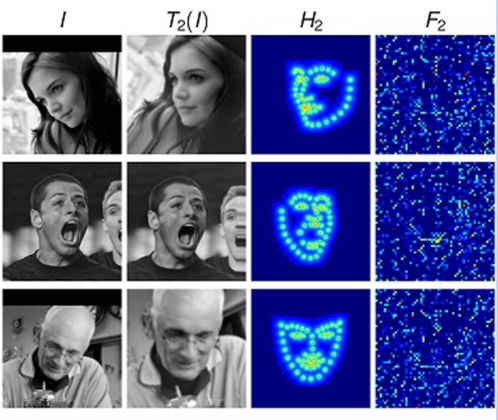 I T₂(I) H₂ F₂